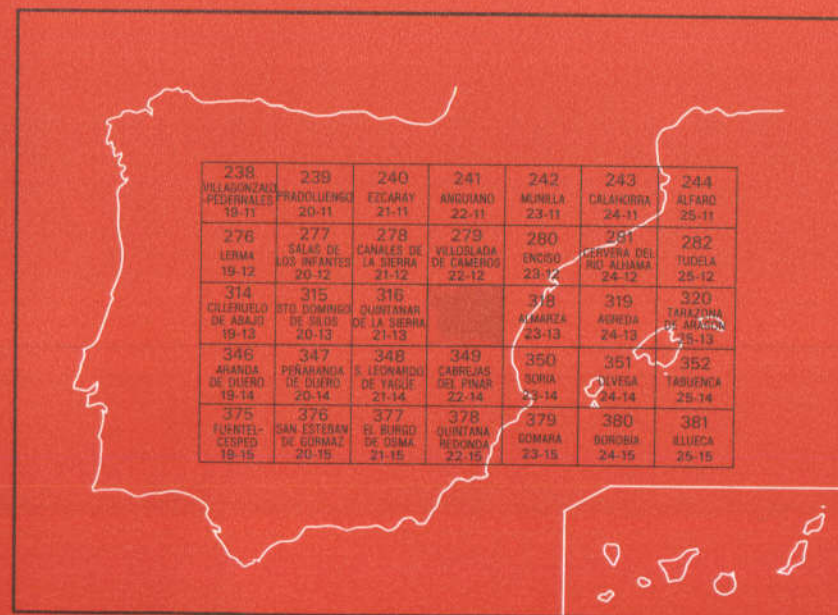 238
VILLAGONZALO
PEDERNALES
19-11
239
PRADOLUENGO
20-11
240
EZCARAY
21-11
241
ANGUIANO
22-11
242
MUNILLA
23-11
243
CALAHORRA
24-11
244
ALFARO
25-11
276
LERMA
19-12
277
SALAS DE
LOS INFANTES
20-12
278
CANALES DE
LA SIERRA
21-12
279
VILLOSLADA
DE CAMEROS
22-12
280
ENCISO
23-12
281
CERVERA DEL
RIO ALHAMA
24-12
282
TUDELA
25-12
314
CILLERUELO
DE ABAJO
19-13
315
STO. DOMINGO
DE SILOS
20-13
316
QUINTANAR
DE LA SIERRA
21-13
318
ALMARZA
23-13
319
AGREDA
24-13
320
TARAZONA
DE ARAGON
25-13
346
ARANDA
DE DUERO
19-14
347
PEÑARANDA
DE DUERO
20-14
348
S. LEONARDO
DE YAGÜE
21-14
349
CABREJAS
DEL PINAR
22-14
350
SORIA
23-14
351
OLVEGA
24-14
352
TABUENCA
25-14
375
FUENTEL-
CESPED
19-15
376
SAN ESTEBAN
DE GORMAZ
20-15
377
EL BURGO
DE OSMA
21-15
378
QUINTANA
REDONDA
22-15
379
GOMARA
23-15
380
BOROBIA
24-15
381
ILLUECA
25-15